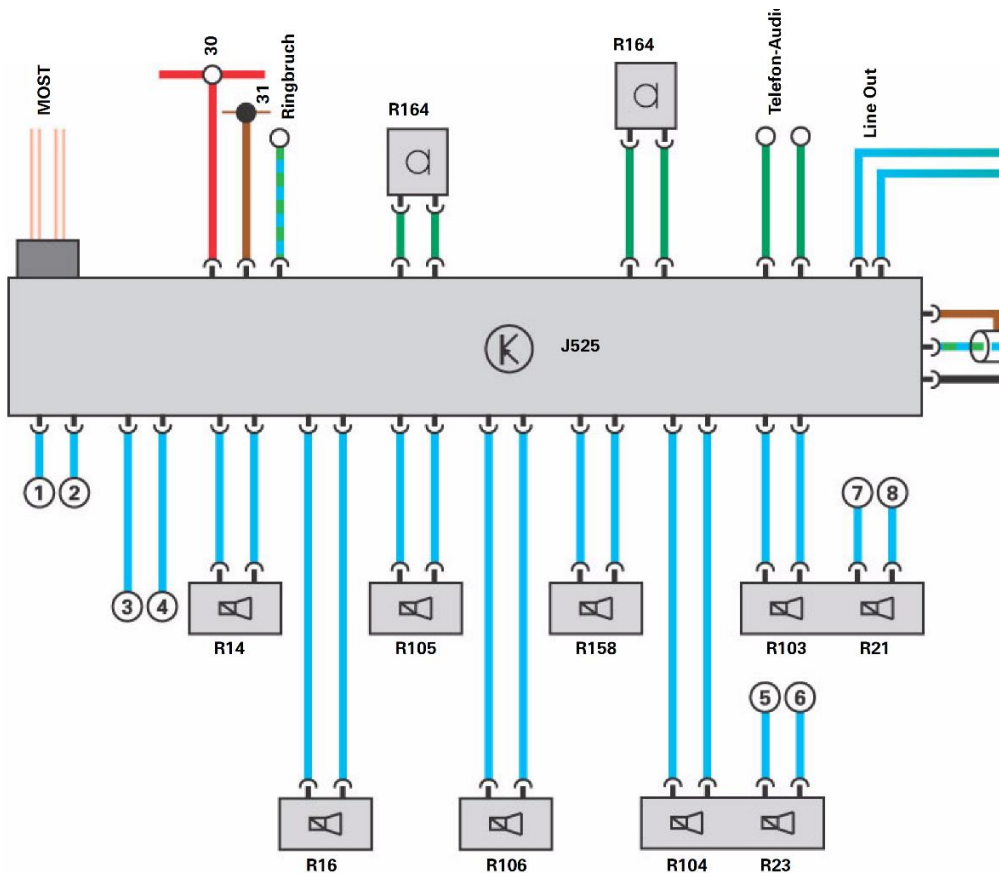 MOST
30
31
Ringbruch
R164
R164
Telefon-Audio
Line Out
J525
1 2
3 4
7 8
R14
R105
R158
R103
R21
5 6
R16
R106
R104
R23